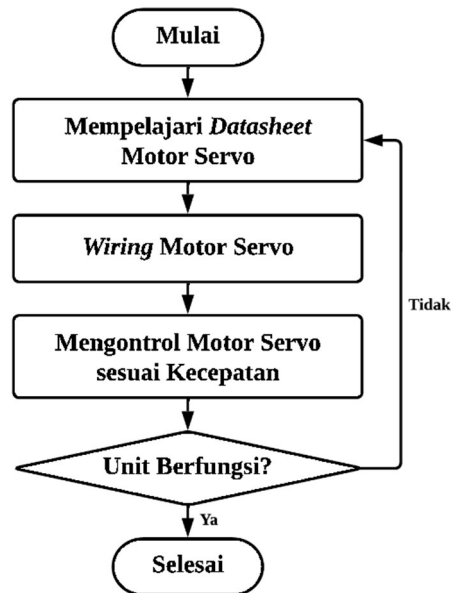 Mulai
Mempelajari Datasheet
Motor Servo
Wiring Motor Servo
Mengontrol Motor Servo
sesuai Kecepatan
Tidak
Unit Berfungsi?
Ya
Selesai